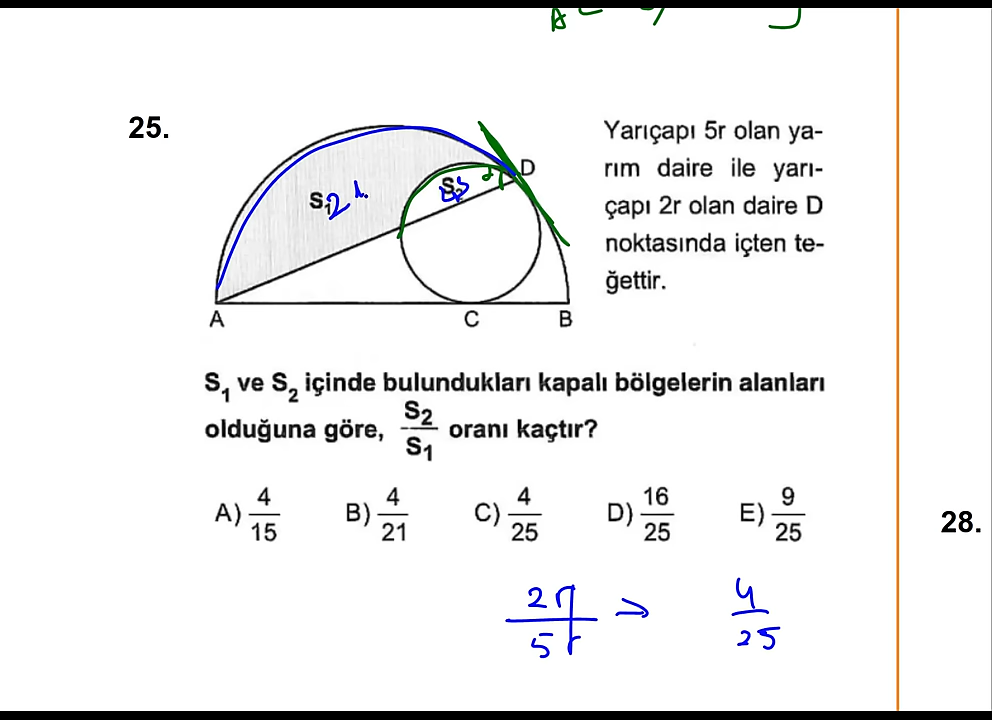 25.
Yarıçapı 5r olan ya-
rım daire ile yarı-
çapı 2r olan daire D
noktasında içten te-
ğettir.
D
S₁
S₂
A
C
B
S₁ ve S₂ içinde bulundukları kapalı bölgelerin alanları
olduğuna göre, S₂/S₁ oranı kaçtır?
A) 4/15 B) 4/21 C) 4/25 D) 16/25 E) 9/25
28.
2r/5r ⇒ 4/25